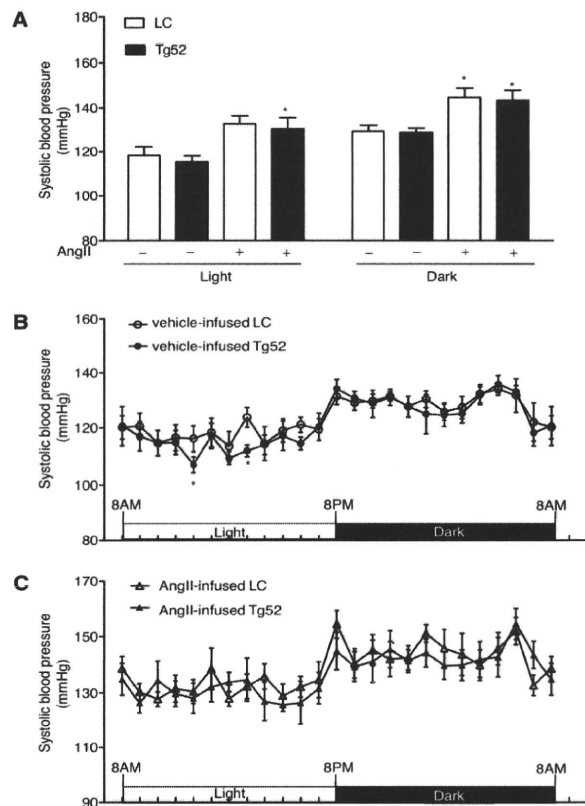 A
LC
Tg52
Systolic blood pressure
(mmHg)
180
160
140
120
100
80
AngII
− − + + − − + +
* * *
Light Dark
B
vehicle-infused LC
vehicle-infused Tg52
Systolic blood pressure
(mmHg)
160
140
120
100
80
* *
8AM 8PM 8AM
Light Dark
C
AngII-infused LC
AngII-infused Tg52
Systolic blood pressure
(mmHg)
170
150
130
110
90
8AM 8PM 8AM
Light Dark